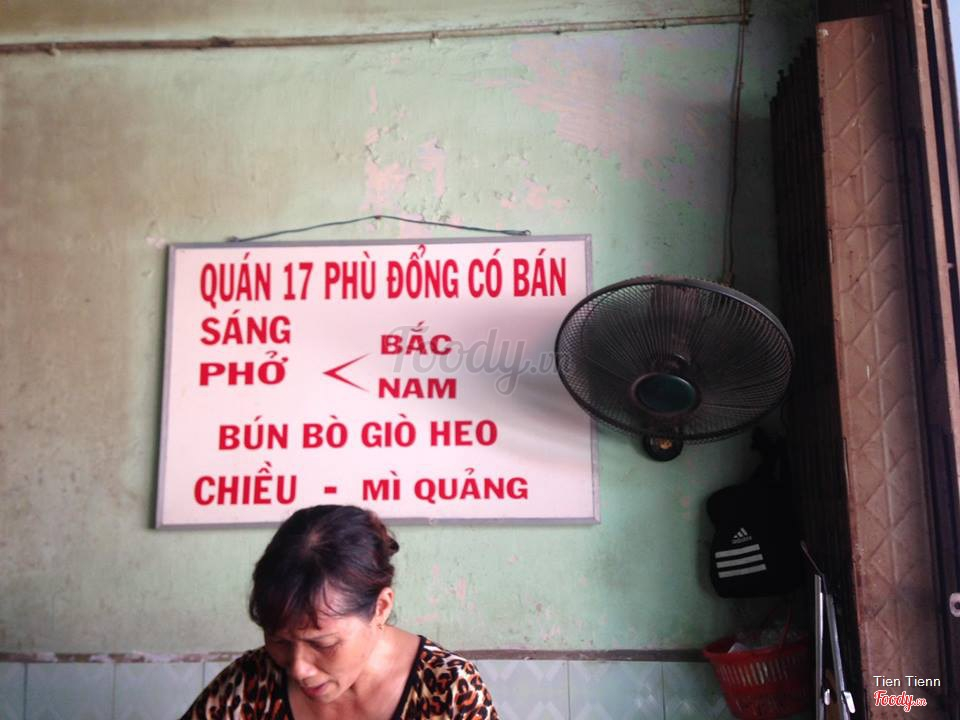 QUÁN 17 PHÙ ĐỔNG CÓ BÁN
SÁNG
PHỞ < BẮC
NAM
BÚN BÒ GIÒ HEO
CHIỀU - MÌ QUẢNG
Foody.vn
adidas
Tien Tienn
Foody.vn